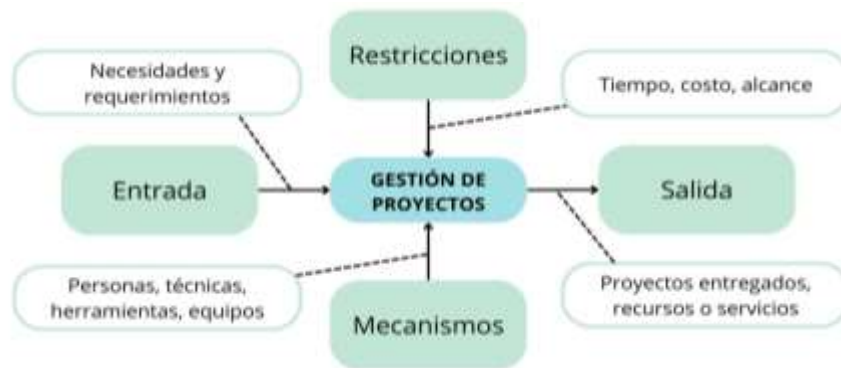 Restricciones
Necesidades y
requerimientos
Tiempo, costo, alcance
Entrada
GESTIÓN DE
PROYECTOS
Salida
Personas, técnicas,
herramientas, equipos
Mecanismos
Proyectos entregados,
recursos o servicios